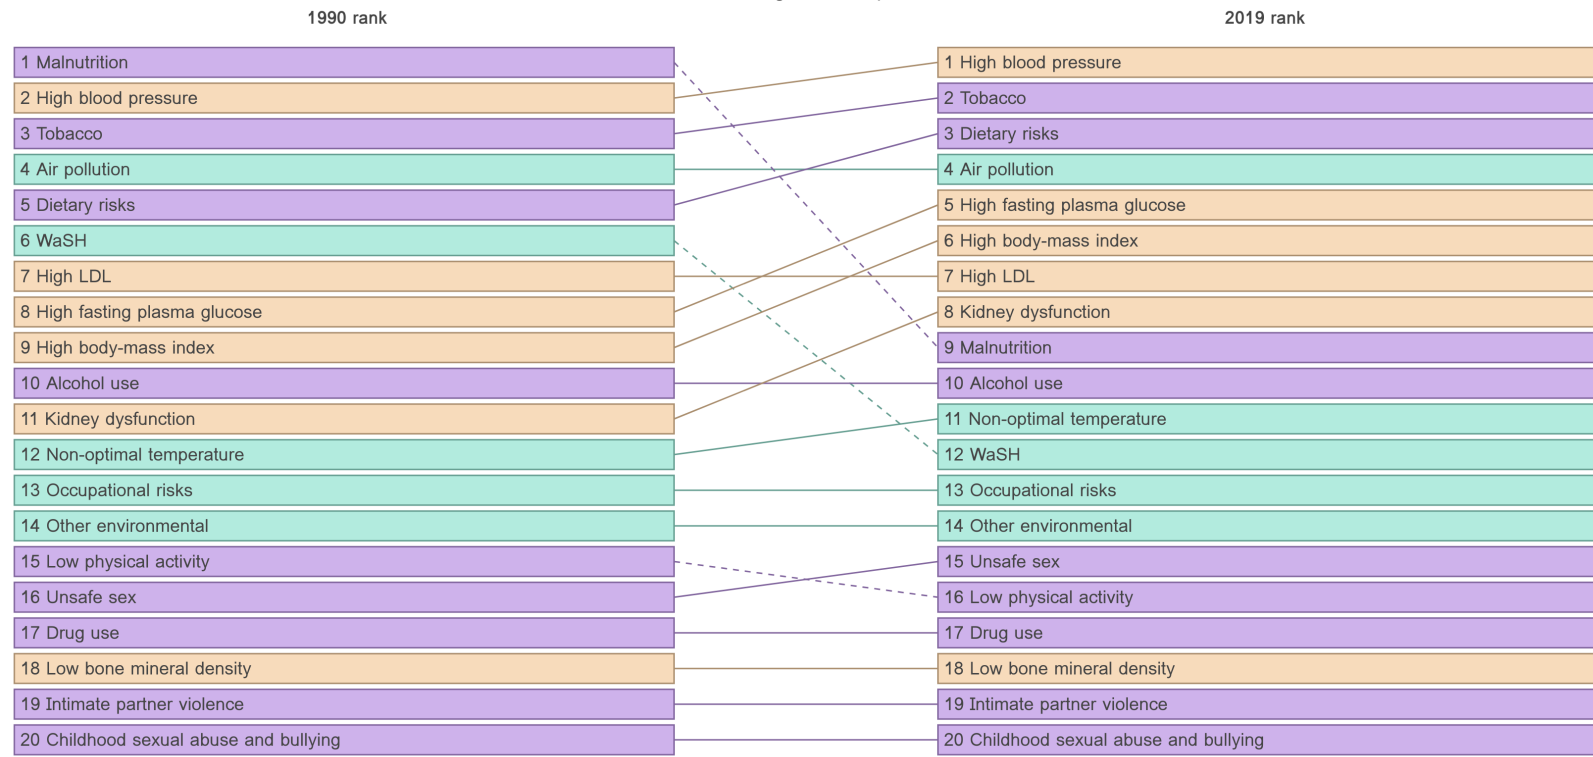 1990 rank
2019 rank
1 Malnutrition
2 High blood pressure
3 Tobacco
4 Air pollution
5 Dietary risks
6 WaSH
7 High LDL
8 High fasting plasma glucose
9 High body-mass index
10 Alcohol use
11 Kidney dysfunction
12 Non-optimal temperature
13 Occupational risks
14 Other environmental
15 Low physical activity
16 Unsafe sex
17 Drug use
18 Low bone mineral density
19 Intimate partner violence
20 Childhood sexual abuse and bullying
1 High blood pressure
2 Tobacco
3 Dietary risks
4 Air pollution
5 High fasting plasma glucose
6 High body-mass index
7 High LDL
8 Kidney dysfunction
9 Malnutrition
10 Alcohol use
11 Non-optimal temperature
12 WaSH
13 Occupational risks
14 Other environmental
15 Unsafe sex
16 Low physical activity
17 Drug use
18 Low bone mineral density
19 Intimate partner violence
20 Childhood sexual abuse and bullying